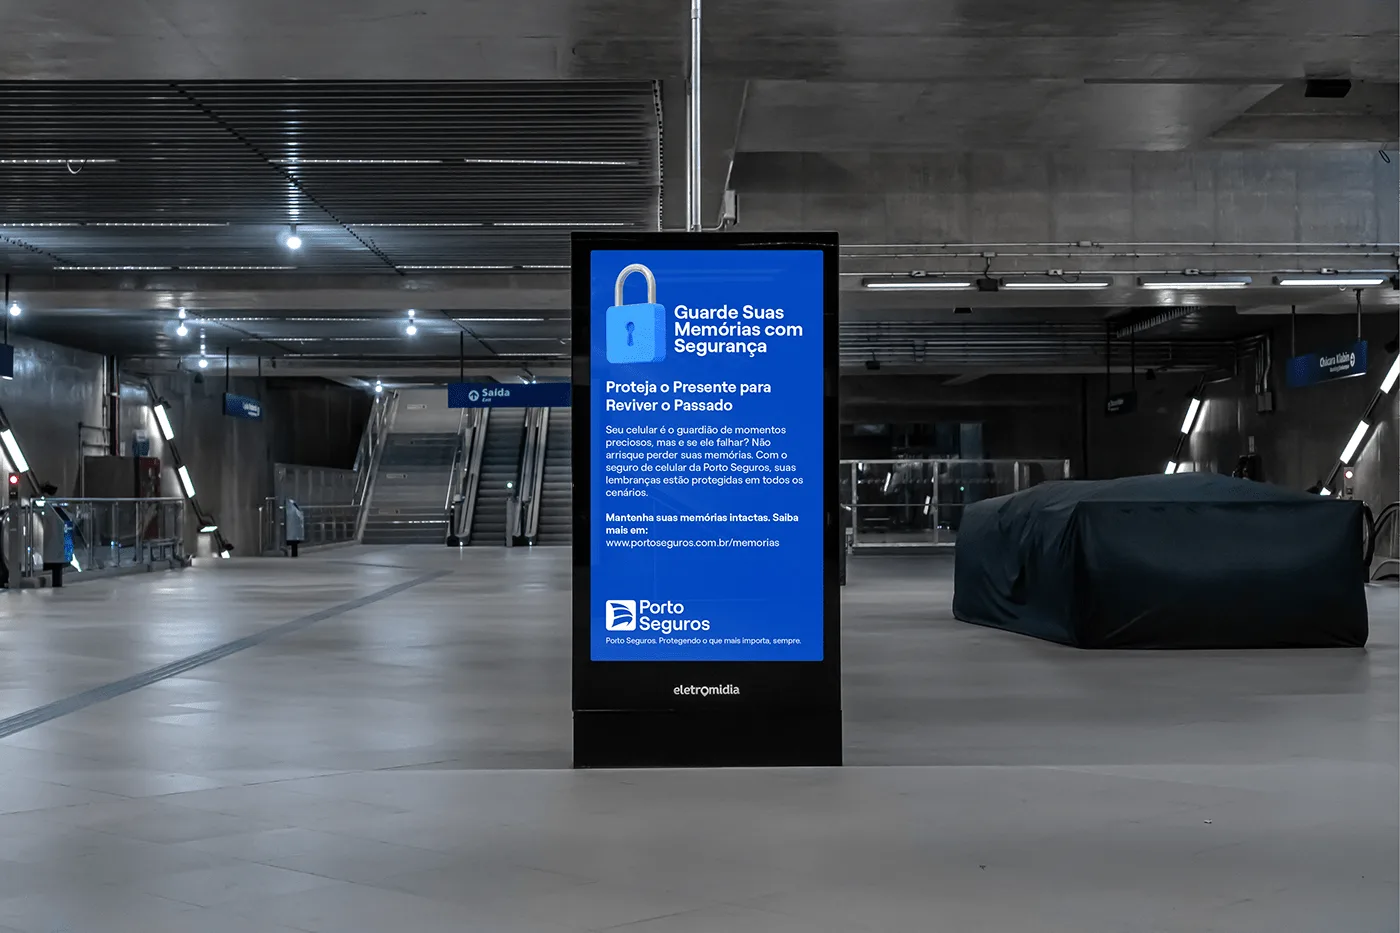 Guarde Suas
Memórias com
Segurança
Proteja o Presente para
Reviver o Passado
Seu celular é o guardião de momentos
preciosos, mas e se ele falhar? Não
arrisque perder suas memórias. Com o
seguro de celular da Porto Seguros, suas
lembranças estão protegidas em todos os
cenários.
Mantenha suas memórias intactas. Saiba
mais em:
www.portoseguros.com.br/memorias
Porto
Seguros
Porto Seguros. Protegendo o que mais importa, sempre.
eletromidia
Saída
Exit
Chácara Klabin